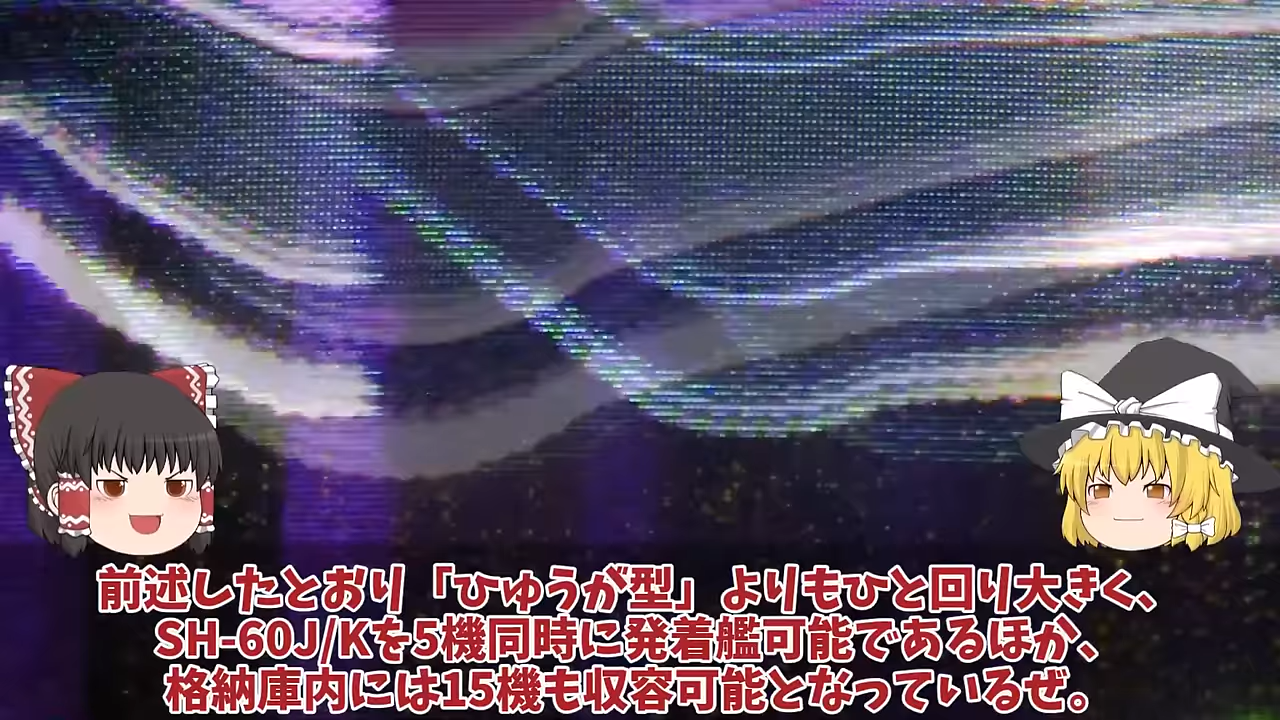 前述したとおり「ひゅうが型」よりもひと回り大きく、
SH-60J/Kを5機同時に発着艦可能であるほか、
格納庫内には15機も収容可能となっているぜ。